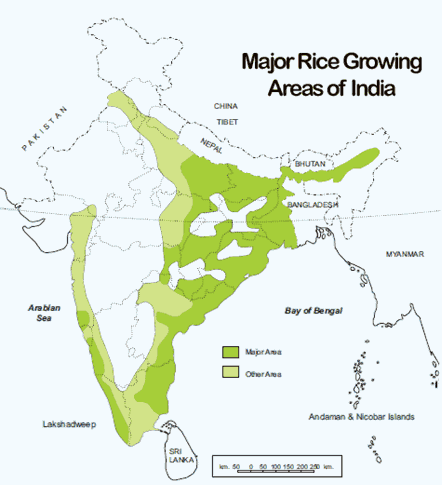 Major Rice Growing
Areas of India
CHINA
TIBET
PAKISTAN
NEPAL
BHUTAN
BANGLADESH
MYANMAR
Arabian
Sea
Bay of Bengal
Major Area
Other Area
Andaman & Nicobar Islands
Lakshadweep
SRI
LANKA
km. 50 0 50 100 150 200 250 km.